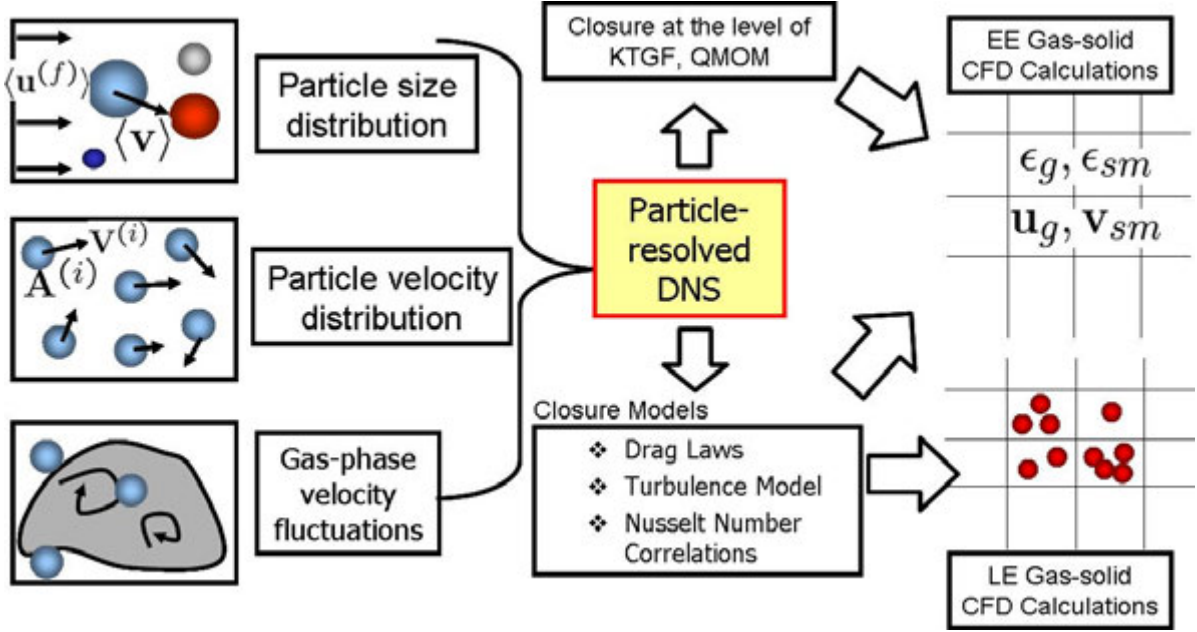 ⟨u^(f)⟩
⟨v⟩
Particle size
distribution
V^(i)
A^(i)
Particle velocity
distribution
Gas-phase
velocity
fluctuations
Closure at the level of
KTGF, QMOM
Particle-
resolved
DNS
Closure Models
❖ Drag Laws
❖ Turbulence Model
❖ Nusselt Number
Correlations
EE Gas-solid
CFD Calculations
ϵ_g, ϵ_sm
u_g, v_sm
LE Gas-solid
CFD Calculations